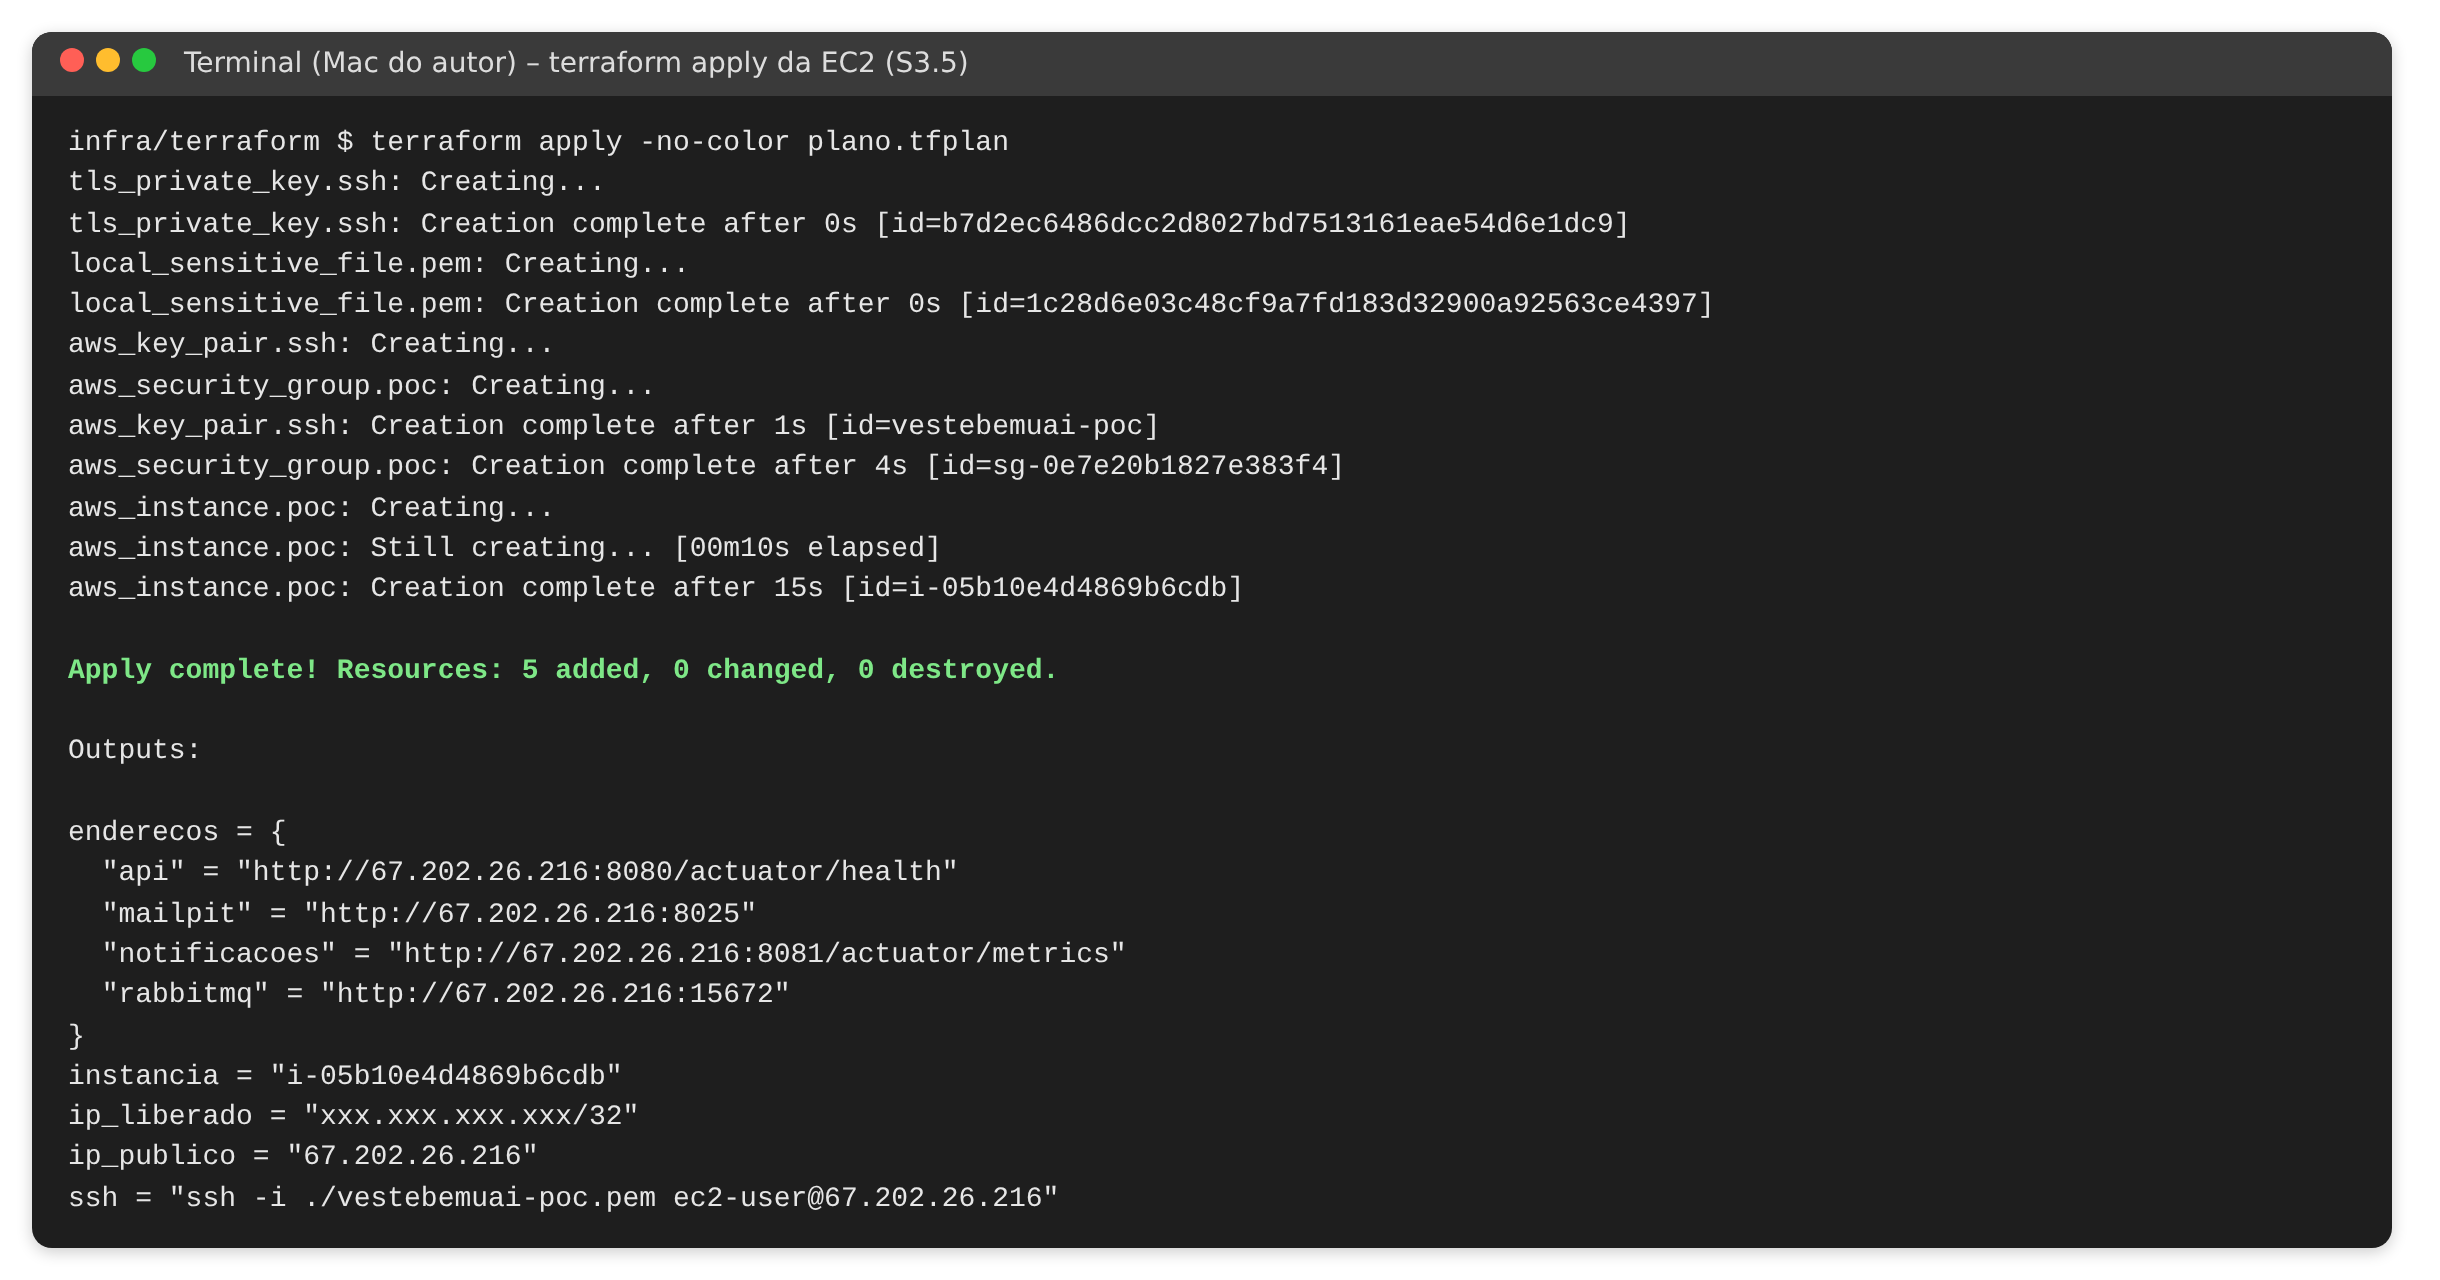 Terminal (Mac do autor) – terraform apply da EC2 (S3.5)
infra/terraform $ terraform apply -no-color plano.tfplan
tls_private_key.ssh: Creating...
tls_private_key.ssh: Creation complete after 0s [id=b7d2ec6486dcc2d8027bd7513161eae54d6e1dc9]
local_sensitive_file.pem: Creating...
local_sensitive_file.pem: Creation complete after 0s [id=1c28d6e03c48cf9a7fd183d32900a92563ce4397]
aws_key_pair.ssh: Creating...
aws_security_group.poc: Creating...
aws_key_pair.ssh: Creation complete after 1s [id=vestebemuai-poc]
aws_security_group.poc: Creation complete after 4s [id=sg-0e7e20b1827e383f4]
aws_instance.poc: Creating...
aws_instance.poc: Still creating... [00m10s elapsed]
aws_instance.poc: Creation complete after 15s [id=i-05b10e4d4869b6cdb]
Apply complete! Resources: 5 added, 0 changed, 0 destroyed.
Outputs:
enderecos = {
  "api" = "http://67.202.26.216:8080/actuator/health"
  "mailpit" = "http://67.202.26.216:8025"
  "notificacoes" = "http://67.202.26.216:8081/actuator/metrics"
  "rabbitmq" = "http://67.202.26.216:15672"
}
instancia = "i-05b10e4d4869b6cdb"
ip_liberado = "xxx.xxx.xxx.xxx/32"
ip_publico = "67.202.26.216"
ssh = "ssh -i ./vestebemuai-poc.pem ec2-user@67.202.26.216"